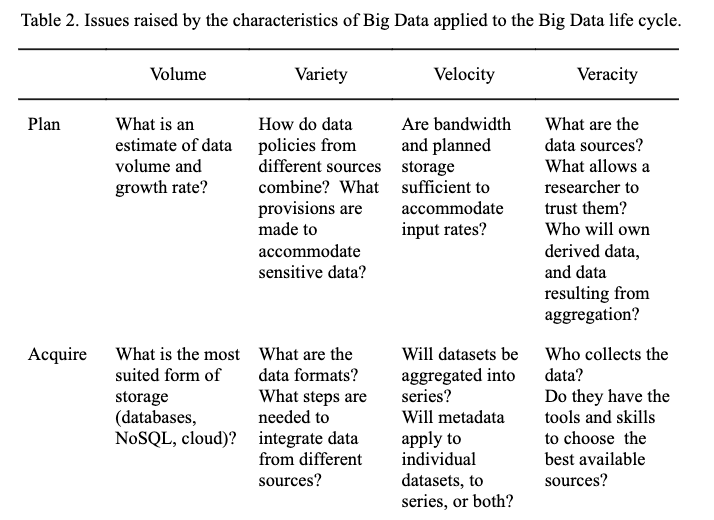 Table 2. Issues raised by the characteristics of Big Data applied to the Big Data life cycle.
Volume Variety Velocity Veracity
Plan
What is an
estimate of data
volume and
growth rate?
How do data
policies from
different sources
combine? What
provisions are
made to
accommodate
sensitive data?
Are bandwidth
and planned
storage
sufficient to
accommodate
input rates?
What are the
data sources?
What allows a
researcher to
trust them?
Who will own
derived data,
and data
resulting from
aggregation?
Acquire
What is the most
suited form of
storage
(databases,
NoSQL, cloud)?
What are the
data formats?
What steps are
needed to
integrate data
from different
sources?
Will datasets be
aggregated into
series?
Will metadata
apply to
individual
datasets, to
series, or both?
Who collects the
data?
Do they have the
tools and skills
to choose the
best available
sources?